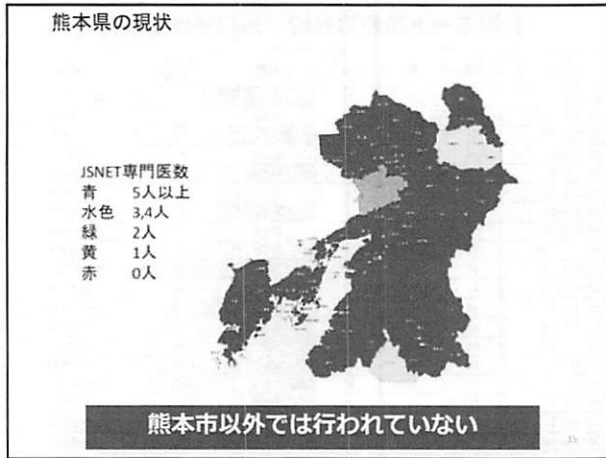 熊本県の現状
JSNET専門医数
青 5人以上
水色 3,4人
緑 2人
黄 1人
赤 0人
熊本市以外では行われていない